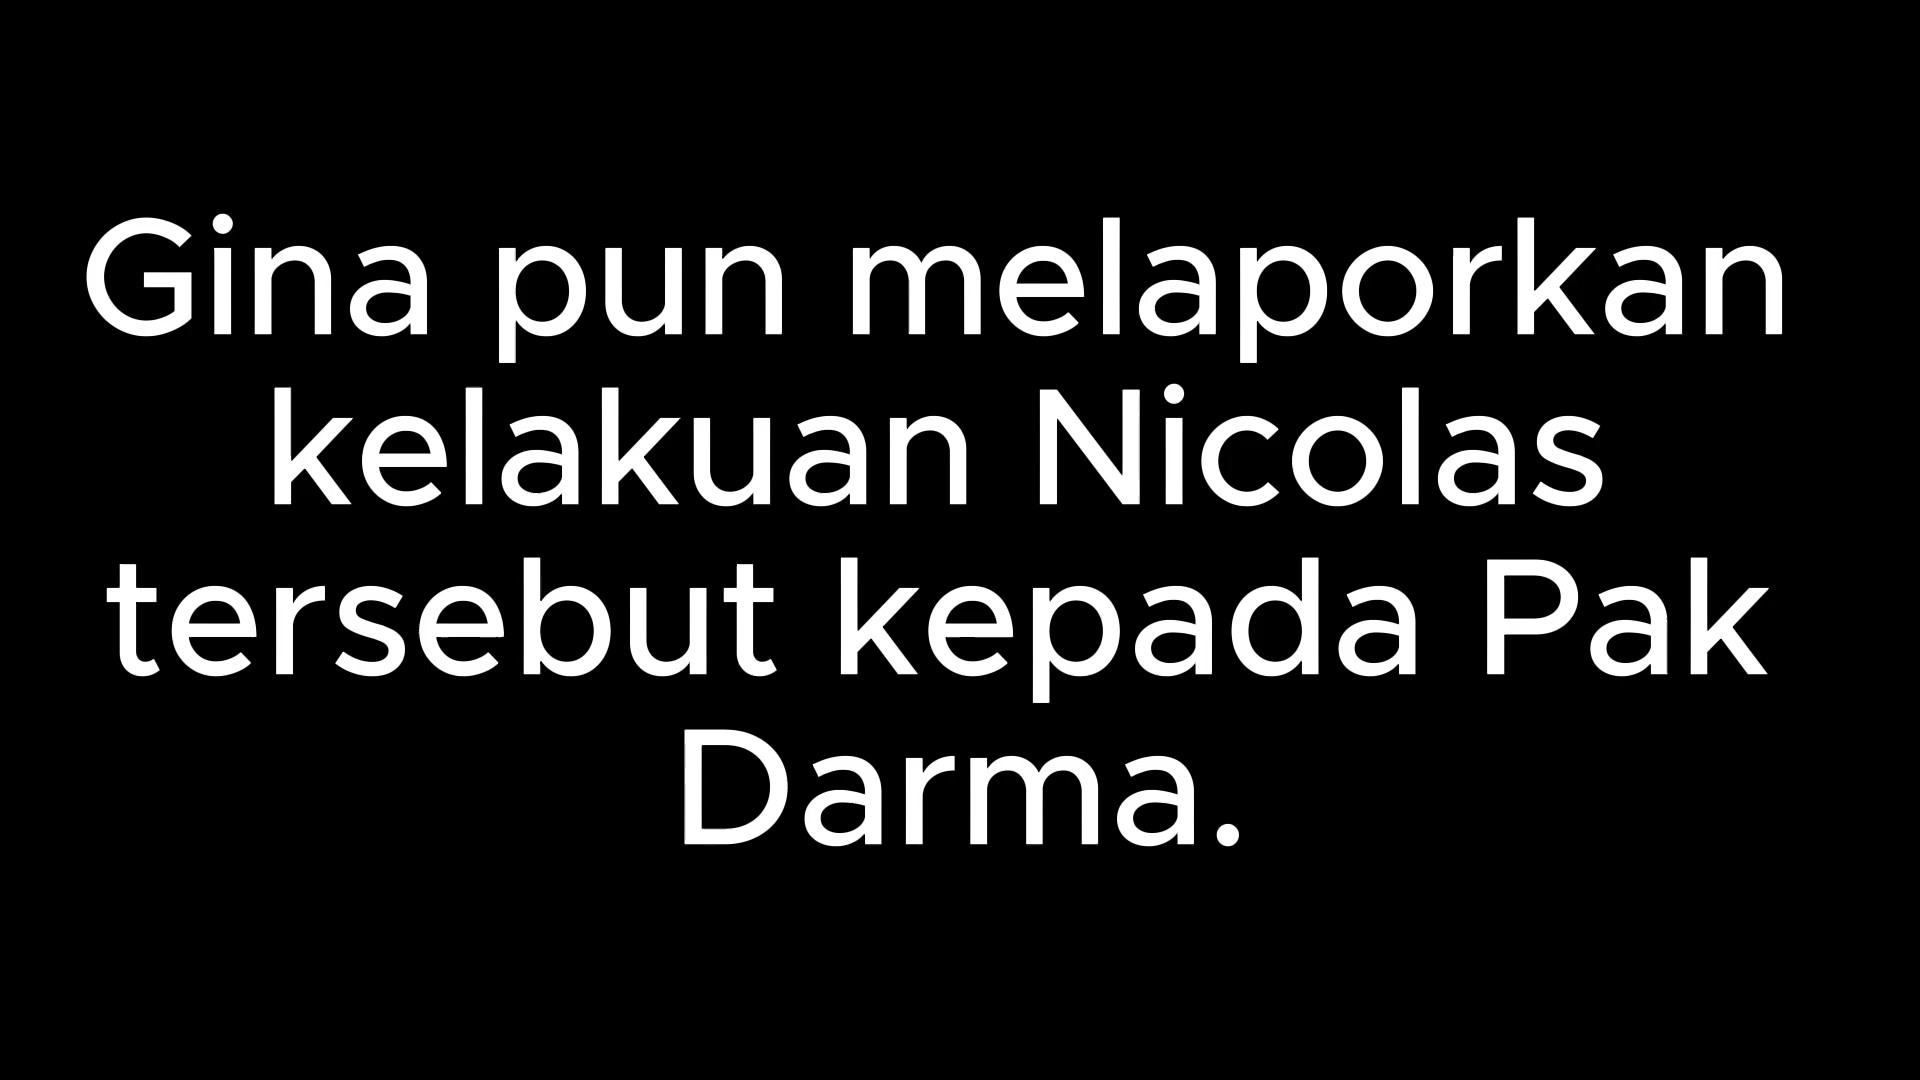 Gina pun melaporkan
kelakuan Nicolas
tersebut kepada Pak
Darma.